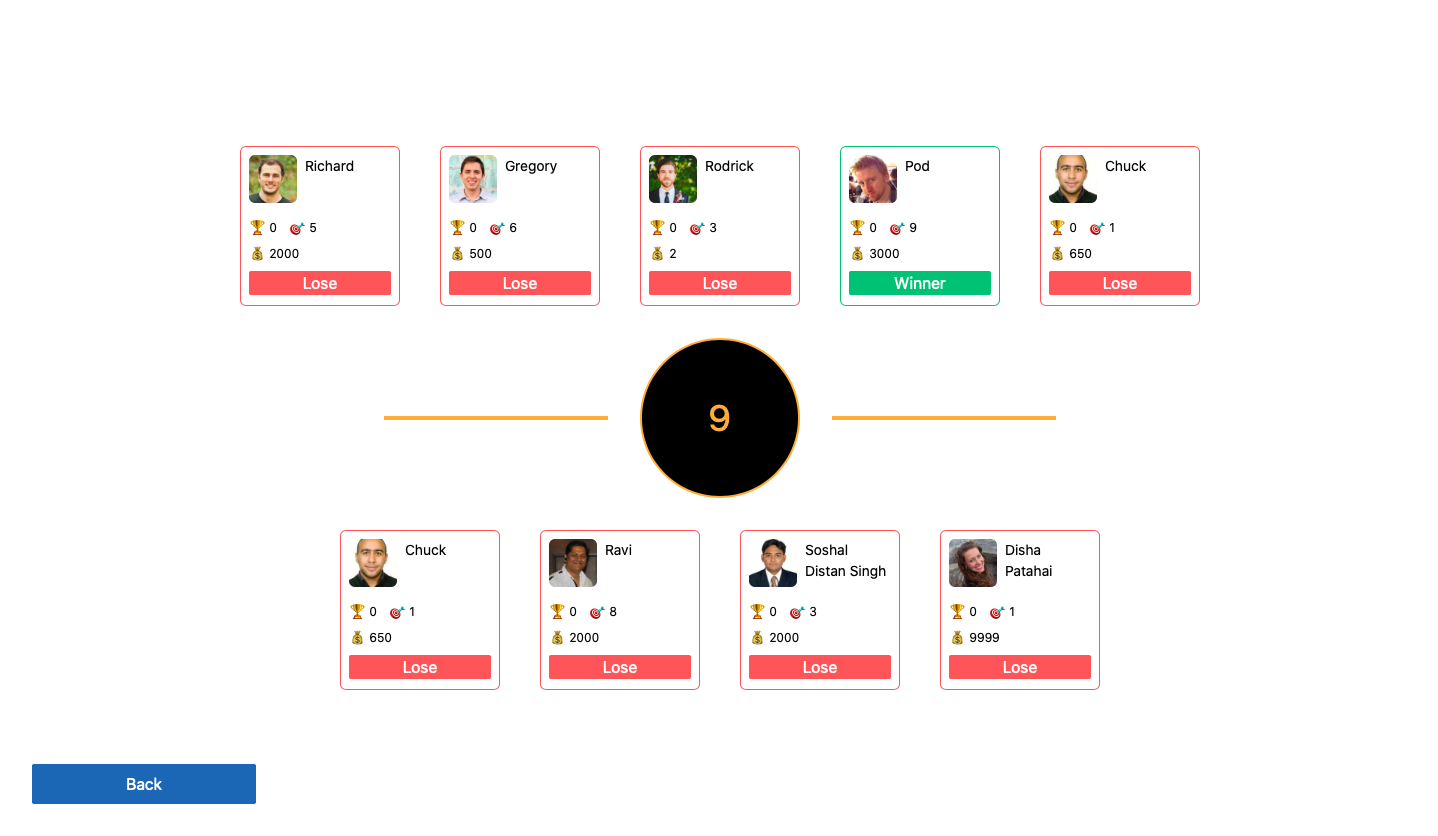 Richard
0 5
2000
Lose
Gregory
0 6
500
Lose
Rodrick
0 3
2
Lose
Pod
0 9
3000
Winner
Chuck
0 1
650
Lose
9
Chuck
0 1
650
Lose
Ravi
0 8
2000
Lose
Soshal
Distan Singh
0 3
2000
Lose
Disha
Patahai
0 1
9999
Lose
Back